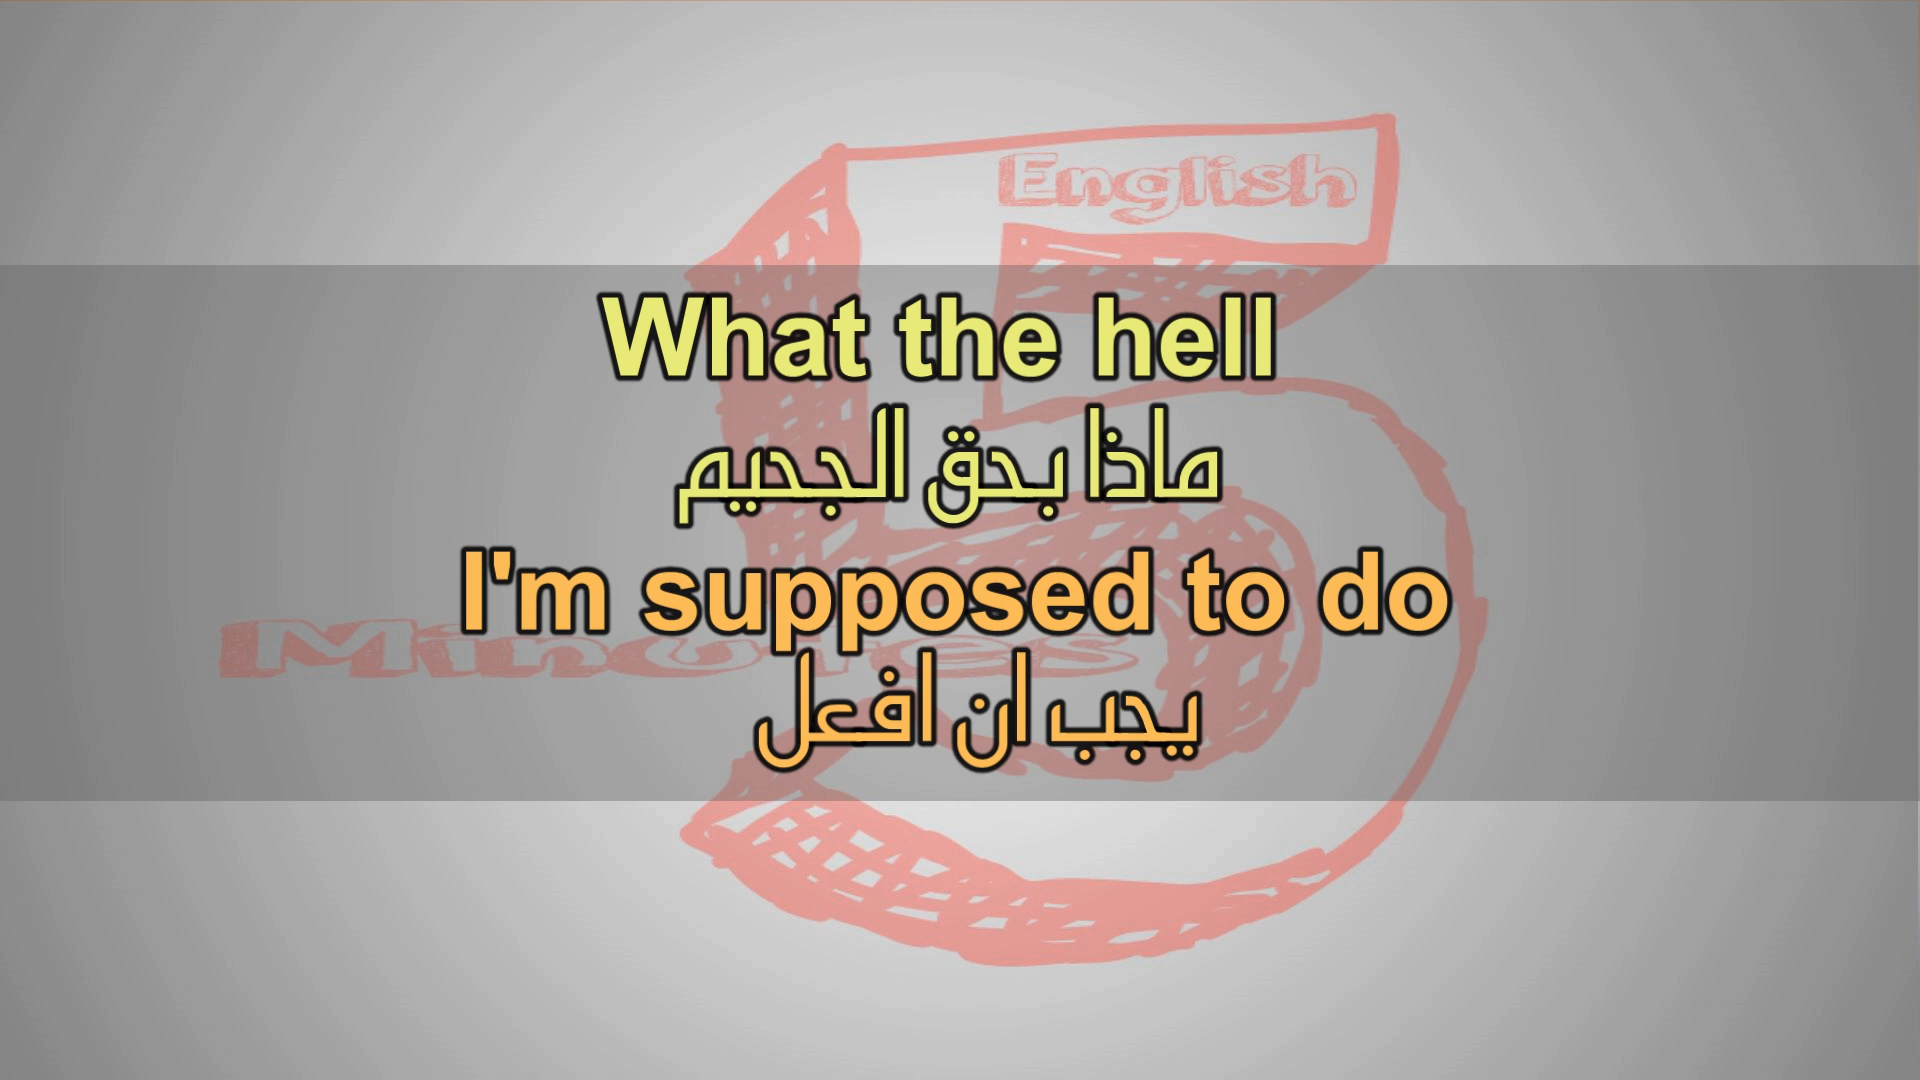 English
What the hell
ماذا بحق الجحيم
I'm supposed to do
Minutes
يجب ان افعل